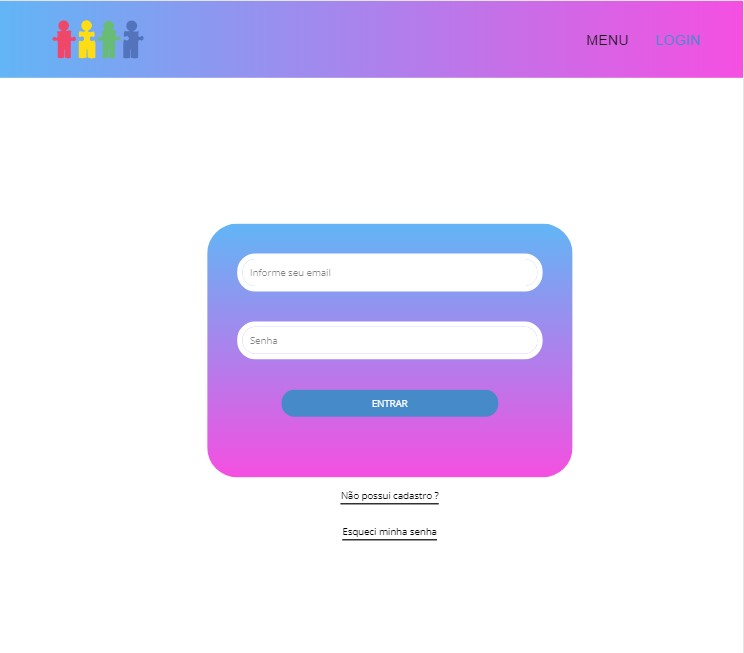 MENU LOGIN
Informe seu email
Senha
ENTRAR
Não possui cadastro ?
Esqueci minha senha